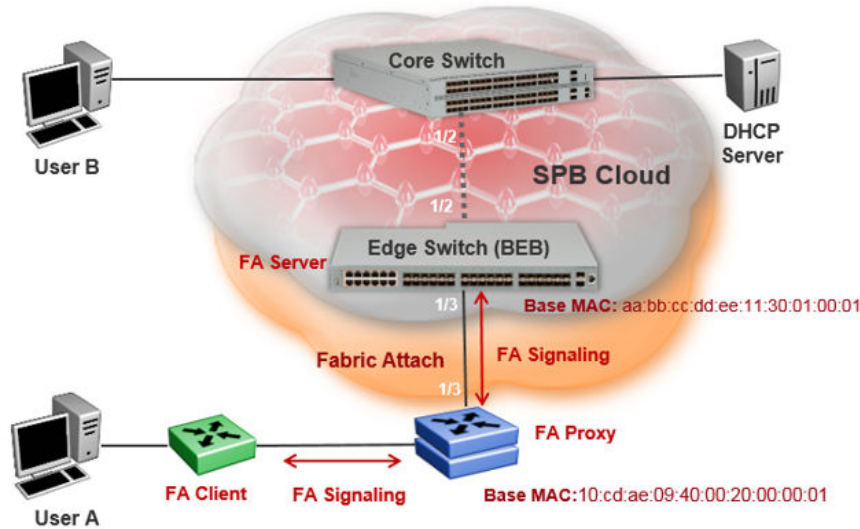 Core Switch
User B
DHCP
Server
1/2
SPB Cloud
1/2
Edge Switch (BEB)
FA Server
1/3
Base MAC: aa:bb:cc:dd:ee:11:30:01:00:01
Fabric Attach
FA Signaling
1/3
FA Proxy
FA Client
FA Signaling
Base MAC:10:cd:ae:09:40:00:20:00:00:01
User A